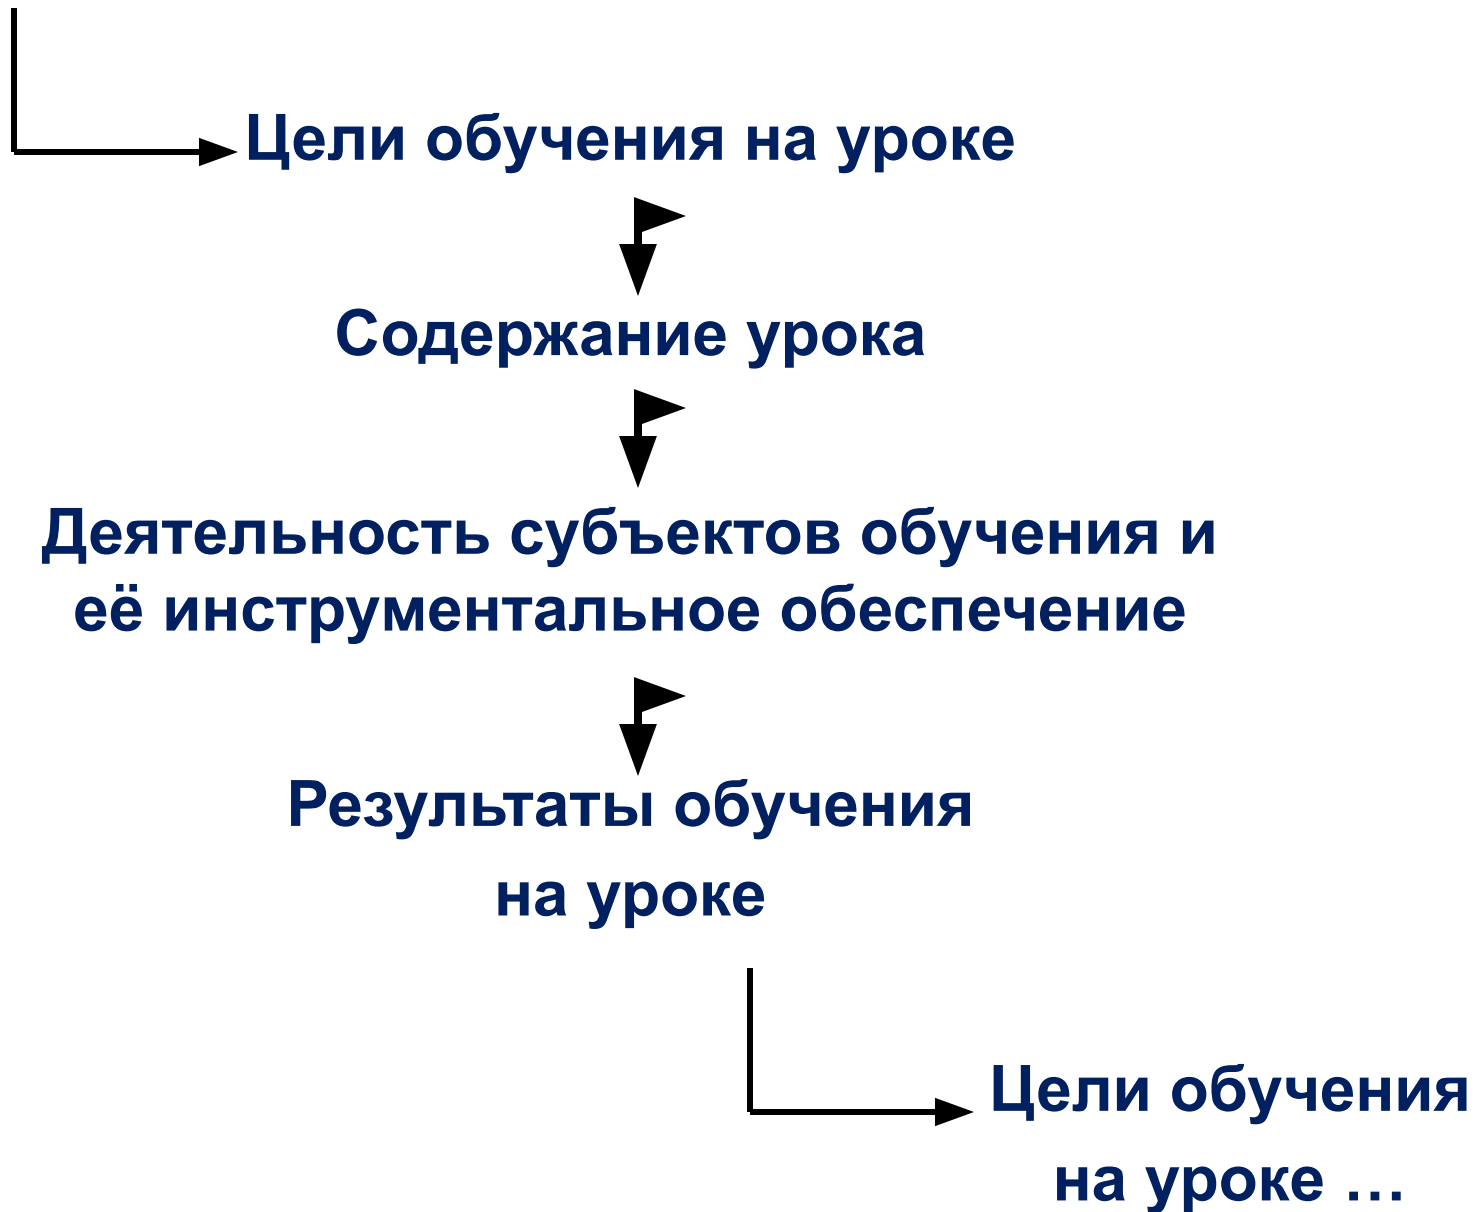 Цели обучения на уроке
Содержание урока
Деятельность субъектов обучения и
её инструментальное обеспечение
Результаты обучения
на уроке
Цели обучения
на уроке ...